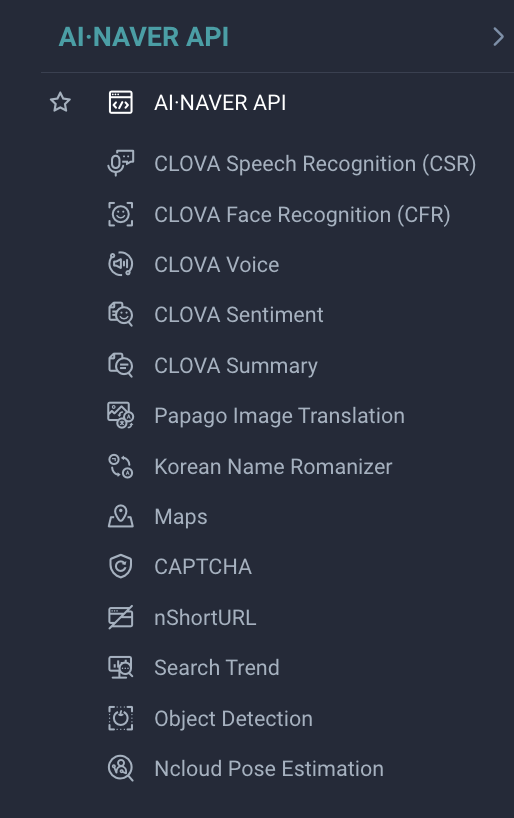 AI·NAVER API
AI·NAVER API
CLOVA Speech Recognition (CSR)
CLOVA Face Recognition (CFR)
CLOVA Voice
CLOVA Sentiment
CLOVA Summary
Papago Image Translation
Korean Name Romanizer
Maps
CAPTCHA
nShortURL
Search Trend
Object Detection
Ncloud Pose Estimation